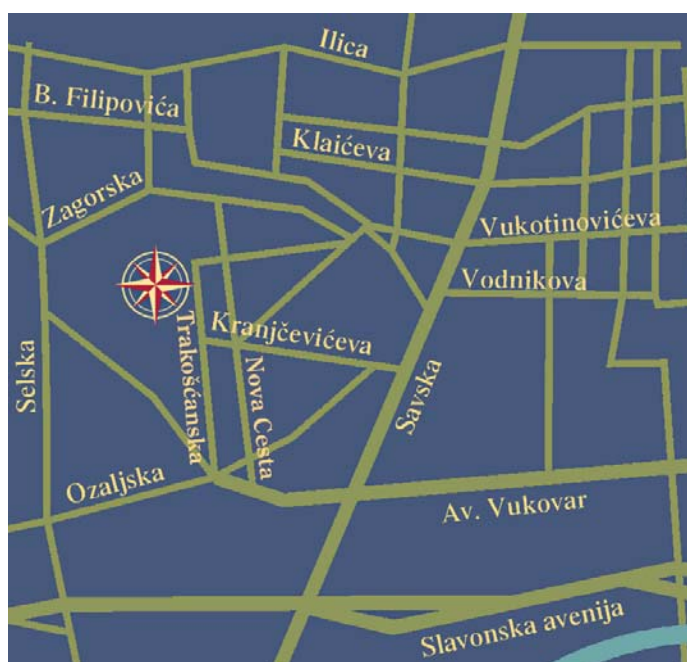 Ilica
B. Filipovića
Klaićeva
Zagorska
Vukotinovićeva
Vodnikova
Kranjčevićeva
Trakošćanska
Nova Cesta
Selska
Savska
Ozaljska
Av. Vukovar
Slavonska avenija